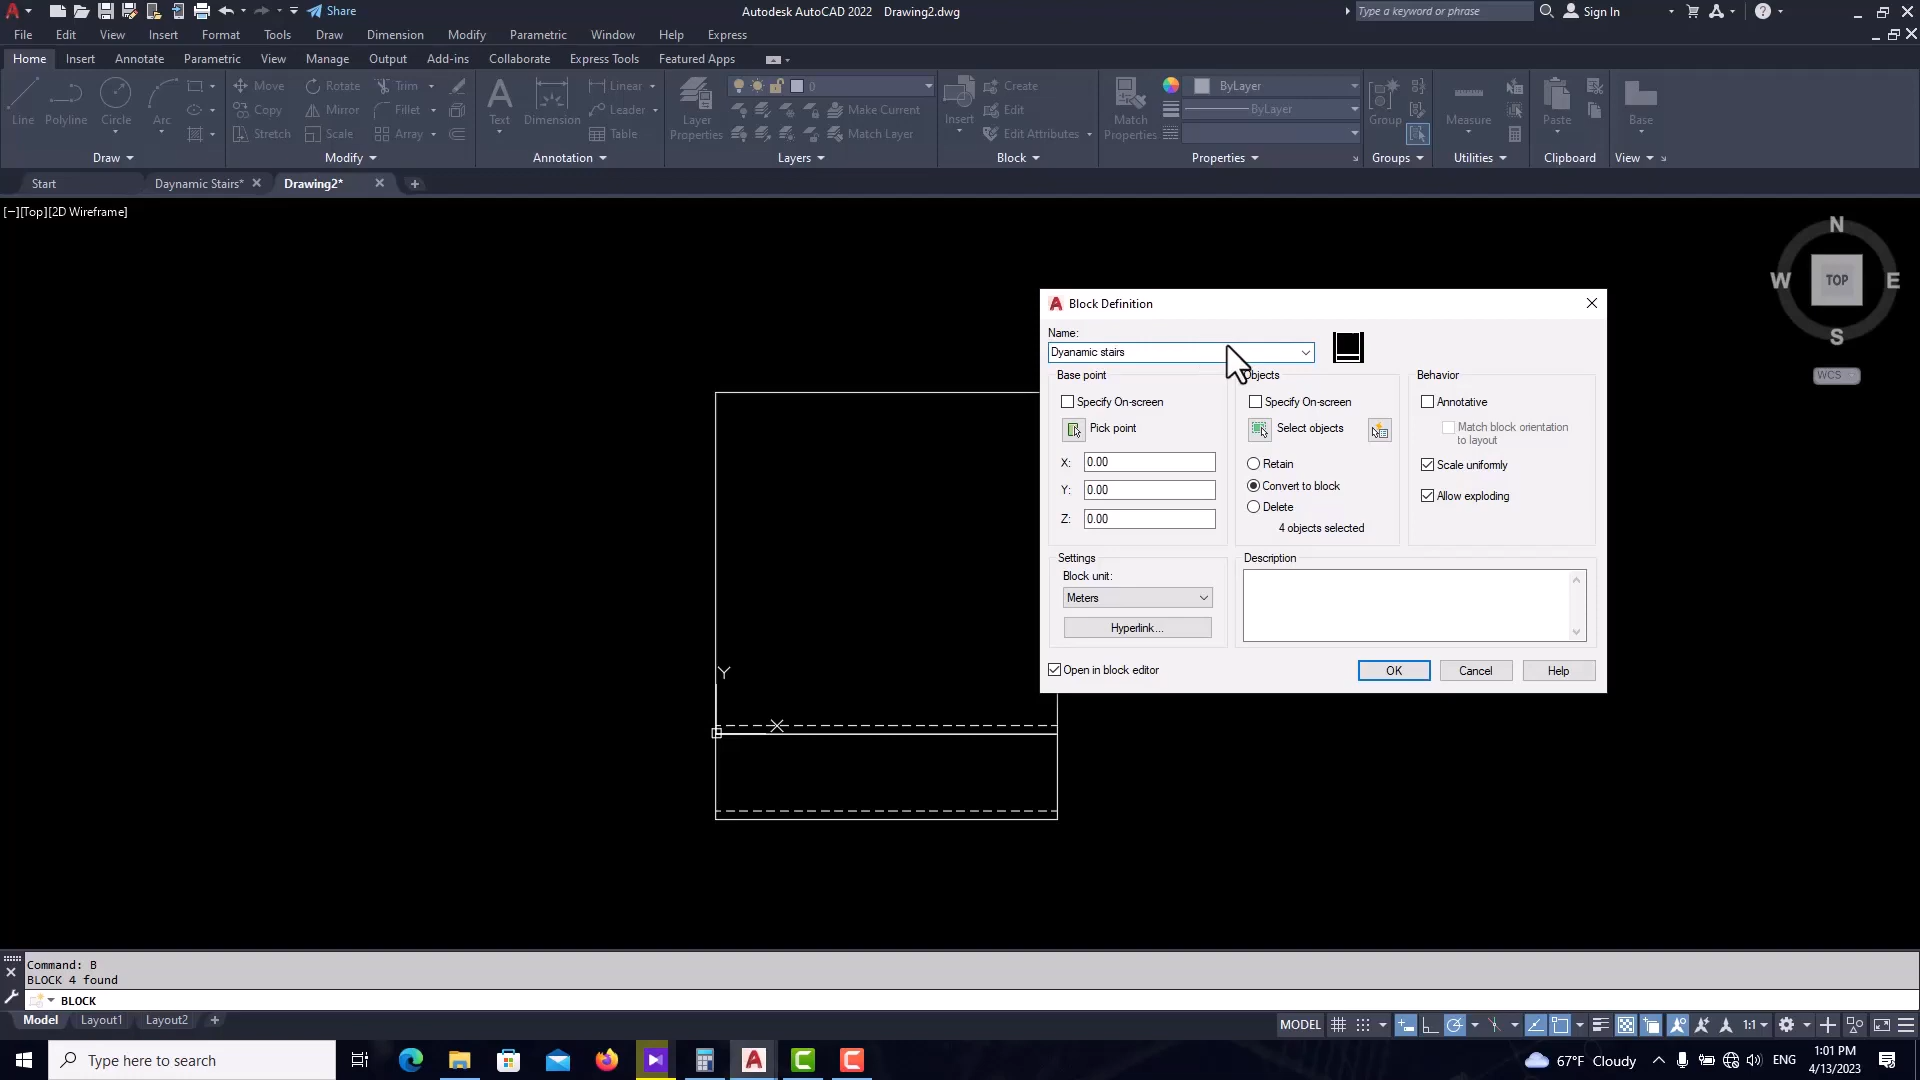 Share
Autodesk AutoCAD 2022 Drawing2.dwg
Type a keyword or phrase
Sign In
File Edit View Insert Format Tools Draw Dimension Modify Parametric Window Help Express
Home Insert Annotate Parametric View Manage Output Add-ins Collaborate Express Tools Featured Apps
Move Rotate Trim Linear 0 Create ByLayer
Copy Mirror Fillet Leader Make Current Edit ByLayer
Line Polyline Circle Arc Text Dimension Layer Properties Insert Match Properties Group Measure Paste Base
Stretch Scale Array Table Match Layer Edit Attributes
Draw Modify Annotation Layers Block Properties Groups Utilities Clipboard View
Start Daynamic Stairs* Drawing2*
[−][Top][2D Wireframe]
N
W TOP E
S
WCS
Y
X
Block Definition
Name:
Dyanamic stairs
Base point Objects Behavior
Specify On-screen Specify On-screen Annotative
Pick point Select objects Match block orientation
to layout
X: 0.00 Retain Scale uniformly
Y: 0.00 Convert to block Allow exploding
Delete
Z: 0.00 4 objects selected
Settings Description
Block unit:
Meters
Hyperlink...
Open in block editor OK Cancel Help
Command: B
BLOCK 4 found
BLOCK
Model Layout1 Layout2
MODEL 1:1
Type here to search
67°F Cloudy ENG
1:01 PM
4/13/2023